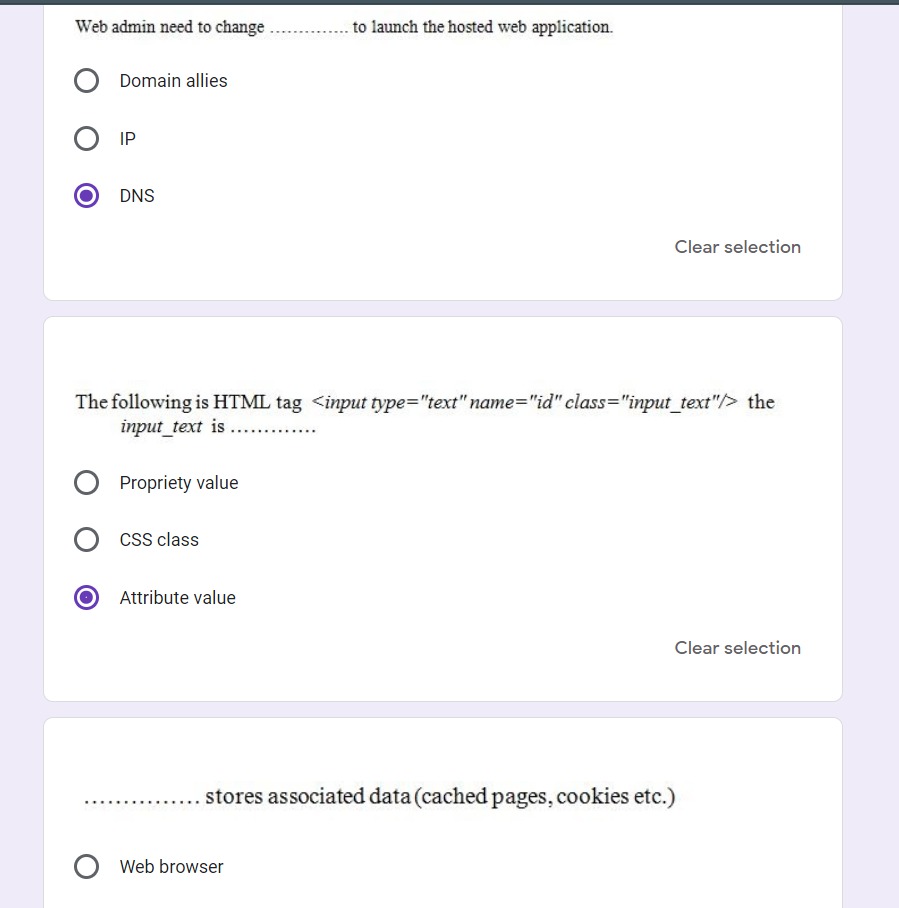 Web admin need to change .............. to launch the hosted web application.
Domain allies
IP
DNS
Clear selection
The following is HTML tag <input type="text" name="id" class="input_text"/> the
input_text is .............
Propriety value
CSS class
Attribute value
Clear selection
............... stores associated data (cached pages, cookies etc.)
Web browser